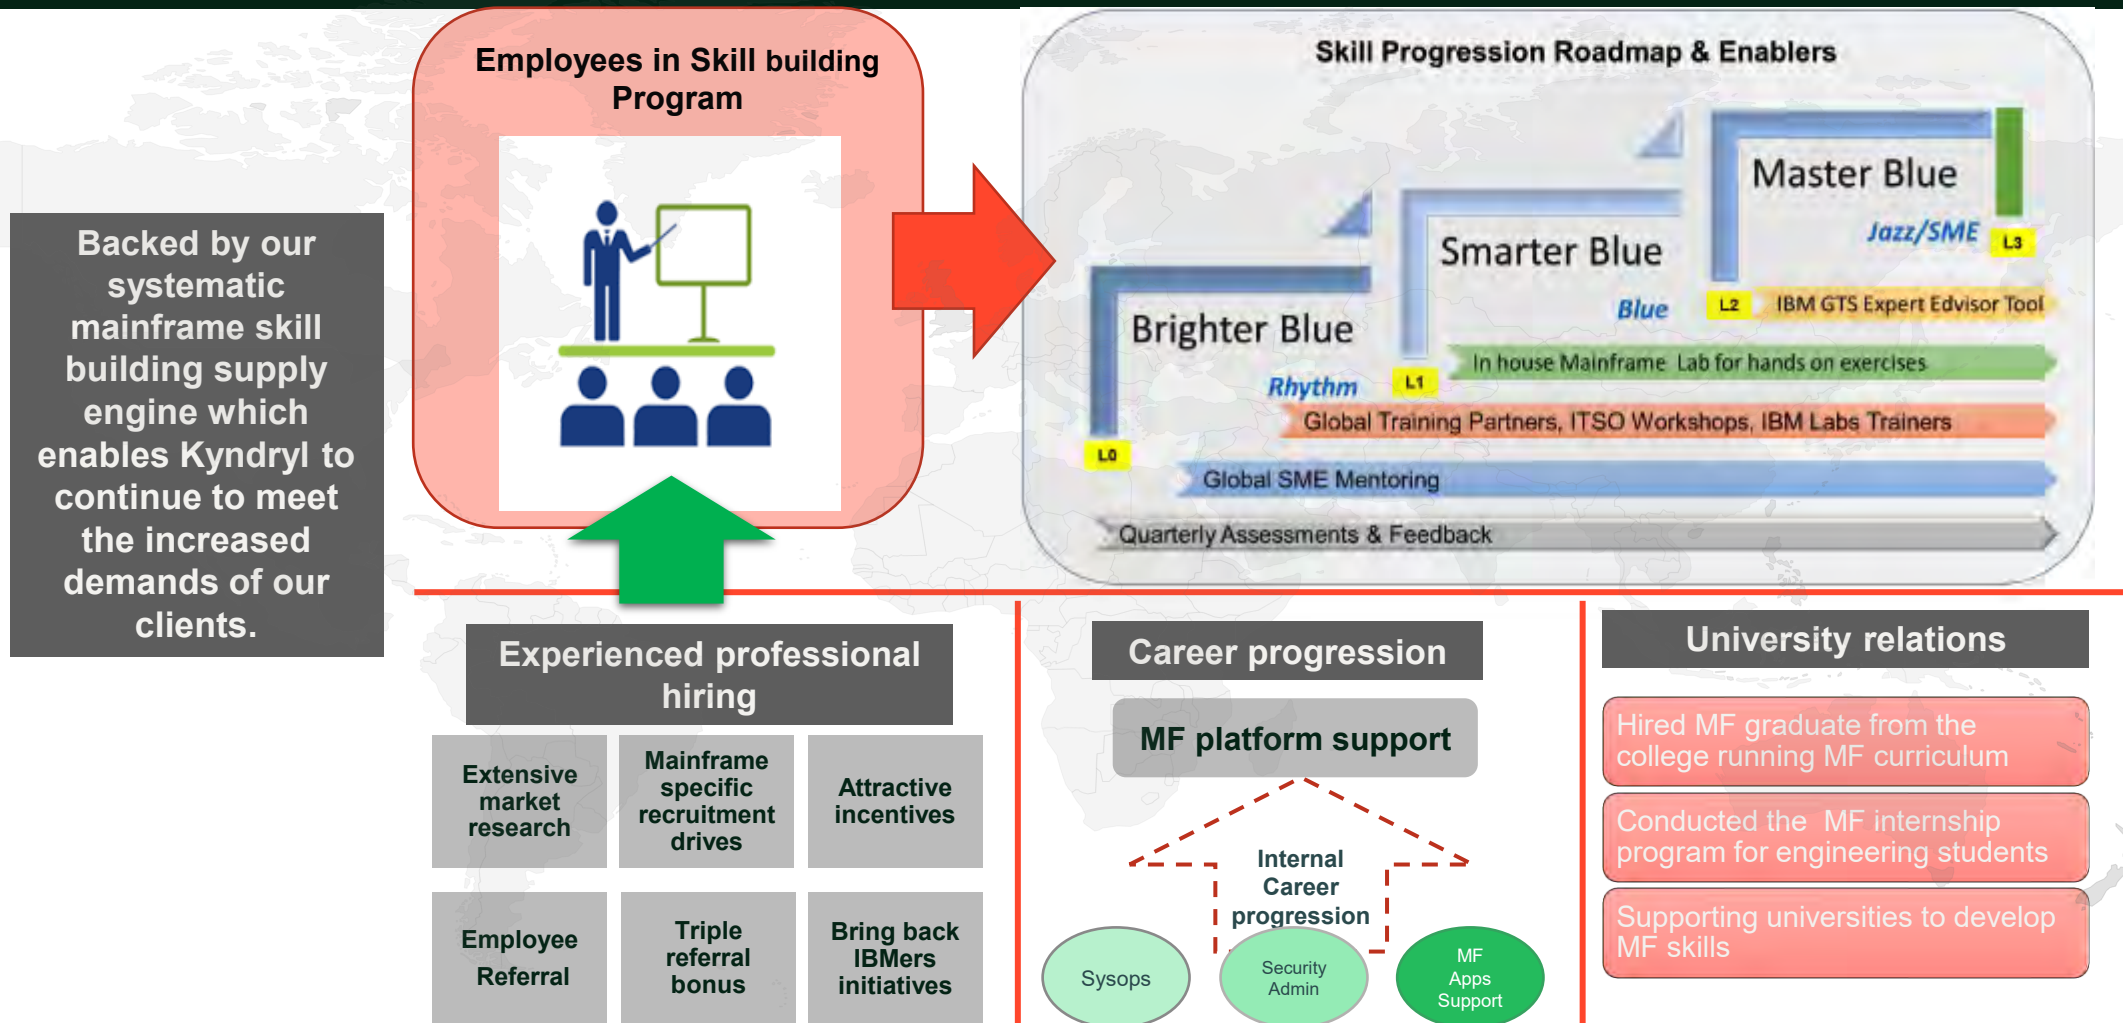 Employees in Skill building
Program
Backed by our
systematic
mainframe skill
building supply
engine which
enables Kyndryl to
continue to meet
the increased
demands of our
clients.
Skill Progression Roadmap & Enablers
Master Blue
Jazz/SME
L3
Smarter Blue
Blue
L2
IBM GTS Expert Edvisor Tool
Brighter Blue
Rhythm
L1
In house Mainframe Lab for hands on exercises
Global Training Partners, ITSO Workshops, IBM Labs Trainers
L0
Global SME Mentoring
Quarterly Assessments & Feedback
Experienced professional
hiring
Extensive
market
research
Mainframe
specific
recruitment
drives
Attractive
incentives
Employee
Referral
Triple
referral
bonus
Bring back
IBMers
initiatives
Career progression
MF platform support
Internal
Career
progression
Sysops
Security
Admin
MF
Apps
Support
University relations
Hired MF graduate from the
college running MF curriculum
Conducted the  MF internship
program for engineering students
Supporting universities to develop
MF skills